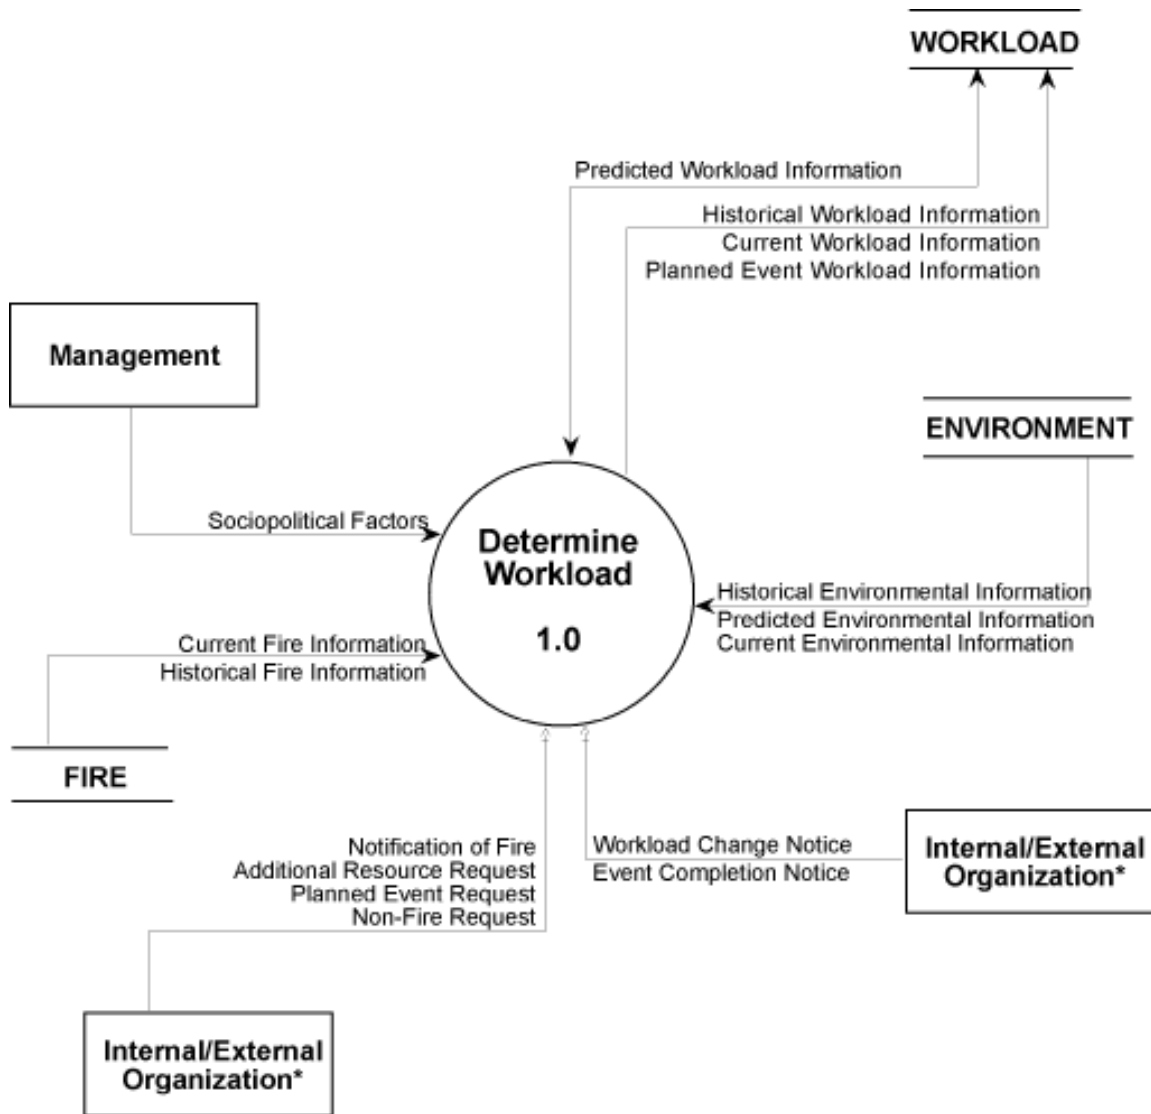 WORKLOAD
Predicted Workload Information
Historical Workload Information
Current Workload Information
Planned Event Workload Information
Management
ENVIRONMENT
Sociopolitical Factors
Determine
Workload
1.0
Historical Environmental Information
Predicted Environmental Information
Current Environmental Information
Current Fire Information
Historical Fire Information
FIRE
Notification of Fire
Additional Resource Request
Planned Event Request
Non-Fire Request
Workload Change Notice
Event Completion Notice
Internal/External
Organization*
Internal/External
Organization*